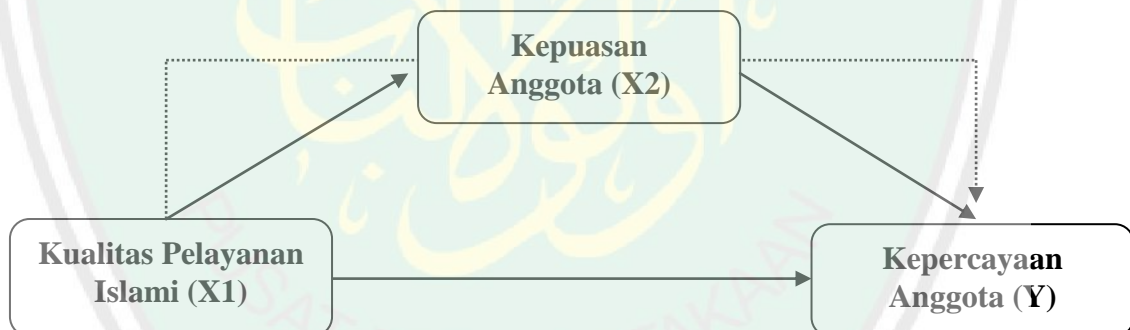 Kepuasan
Anggota (X2)
Kualitas Pelayanan
Islami (X1)
Kepercayaan
Anggota (Y)